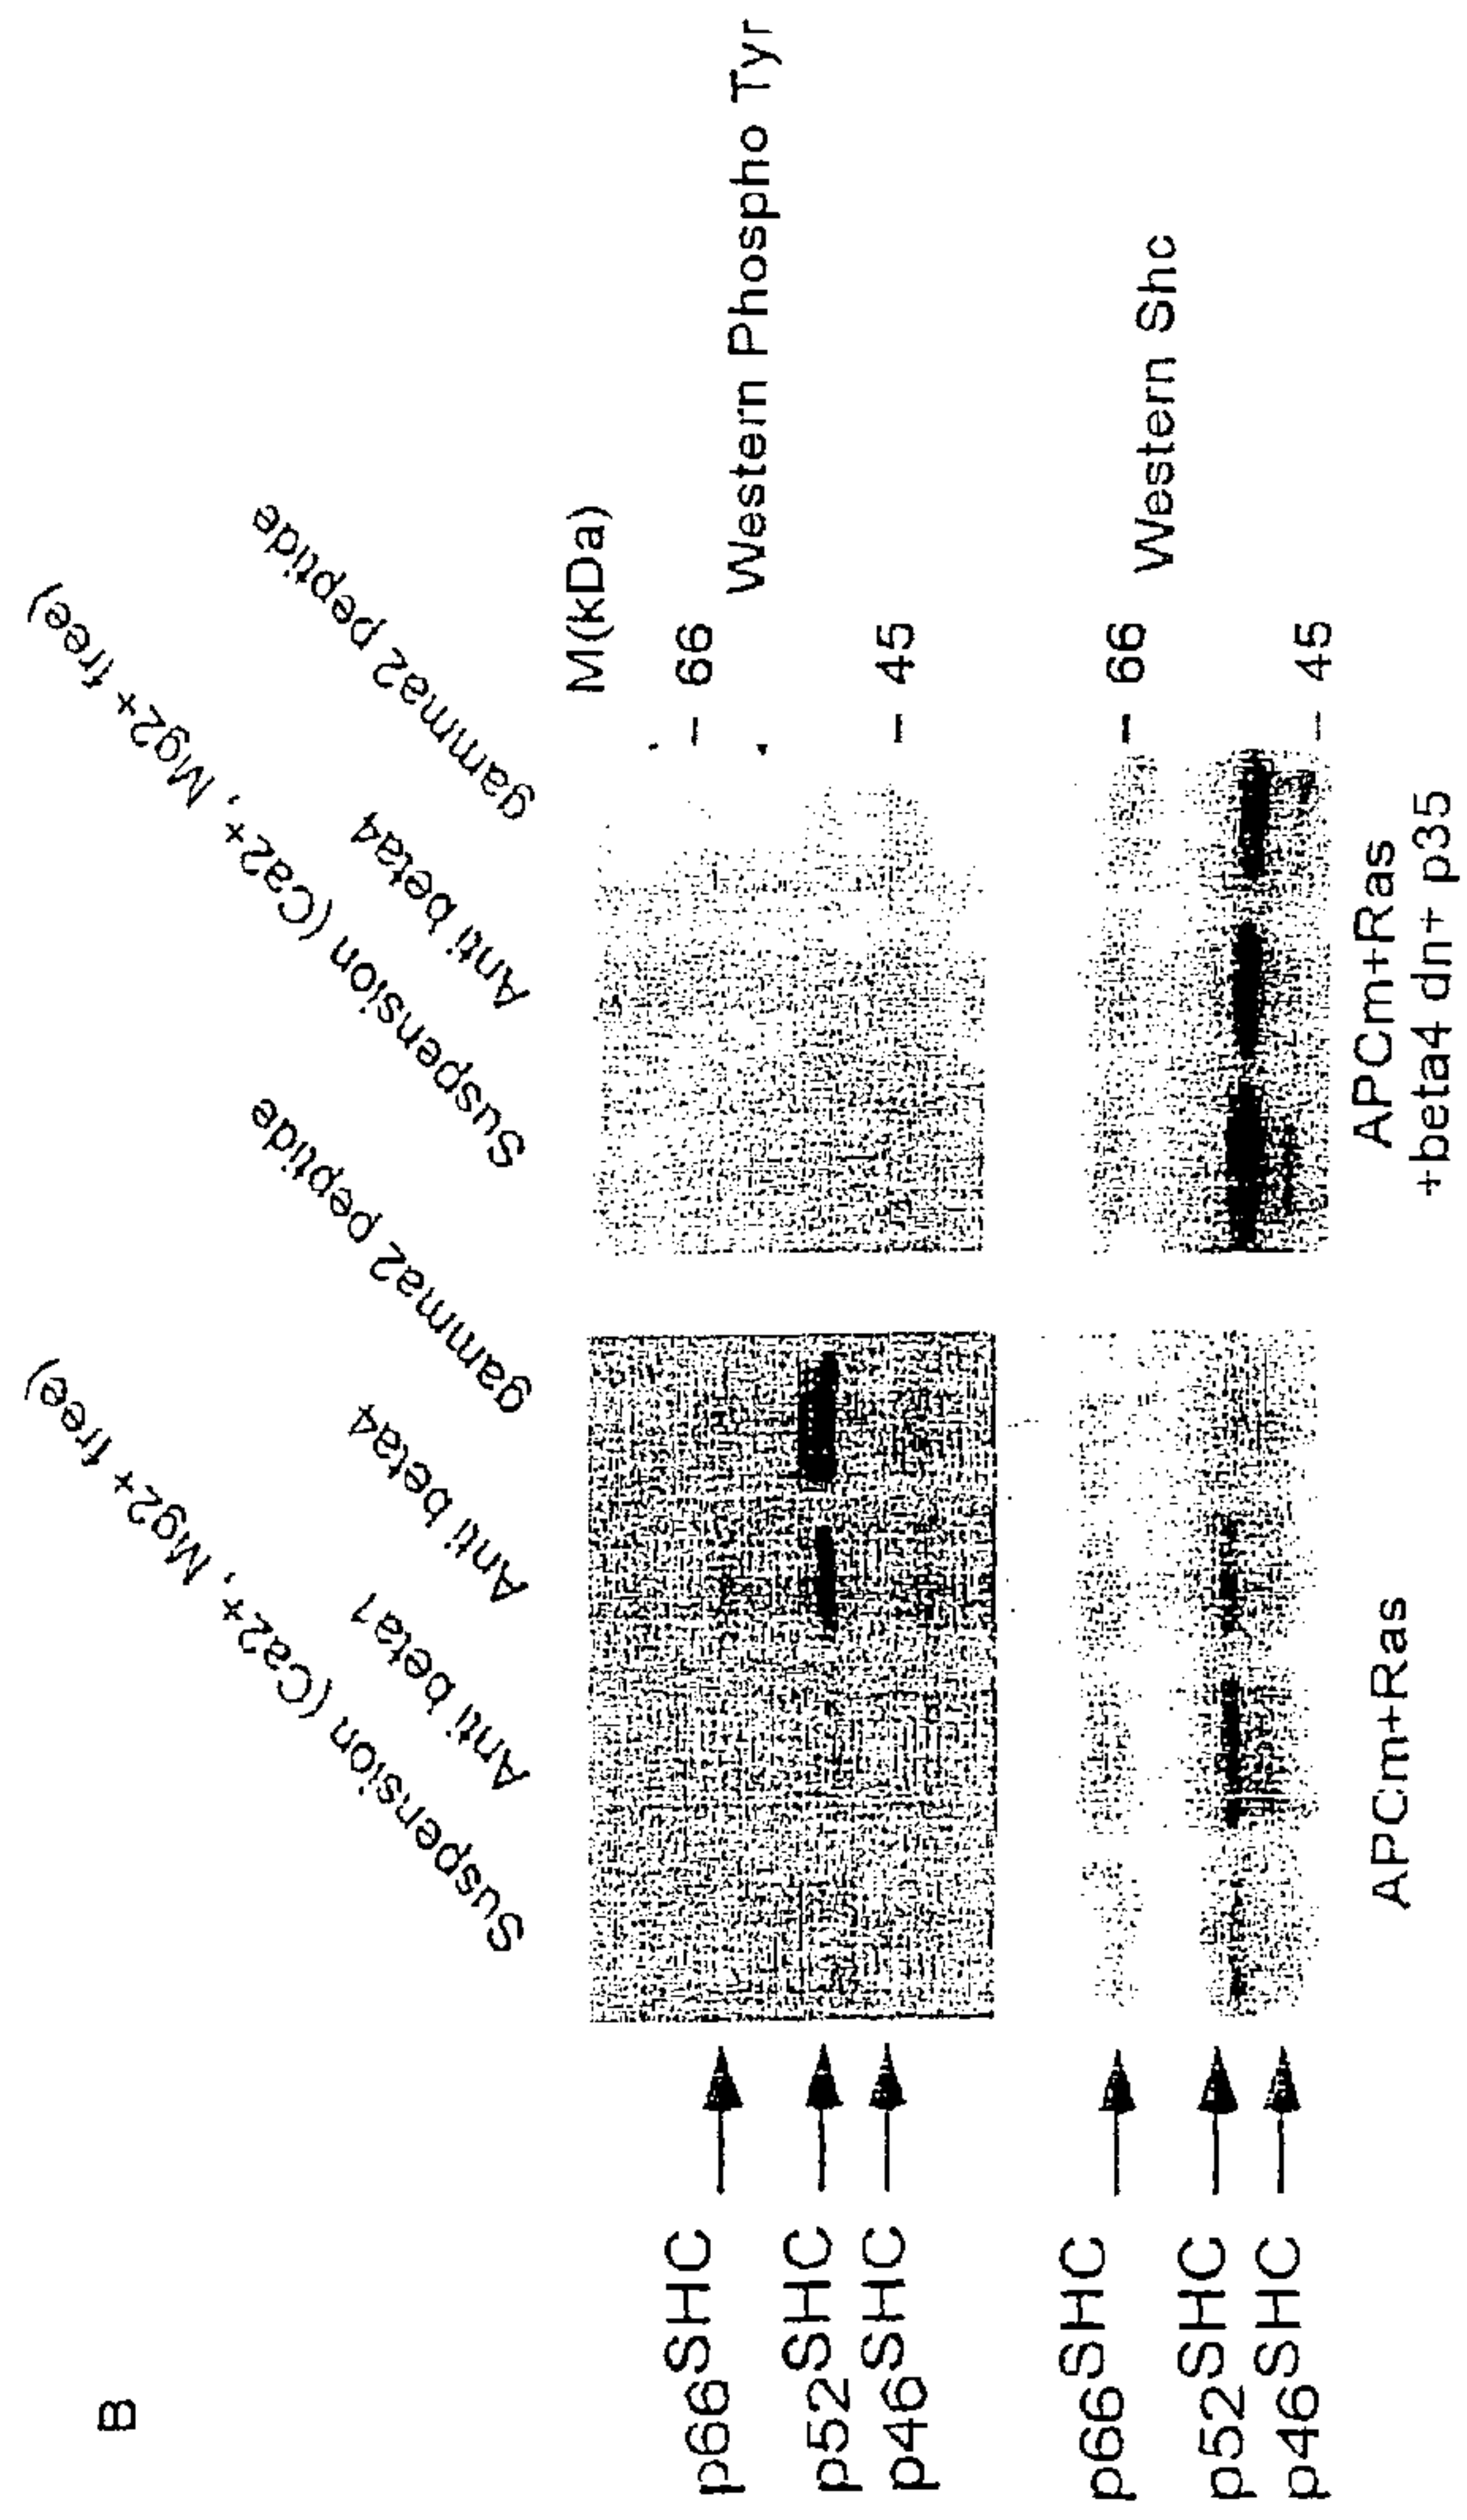 B
Suspension (Ca2+, Mg2+ free)
Anti beta1
Anti beta4
gamma2 peptide
Suspension (Ca2+, Mg2+ free)
Anti beta4
gamma2 peptide
M(kDa)
p66SHC
p52SHC
p46SHC
– 66
– 45
Western Phospho Tyr
p66SHC
p52SHC
p46SHC
– 66
– 45
Western Shc
APCm+Ras
APCm+Ras
+beta4 dn+ p35